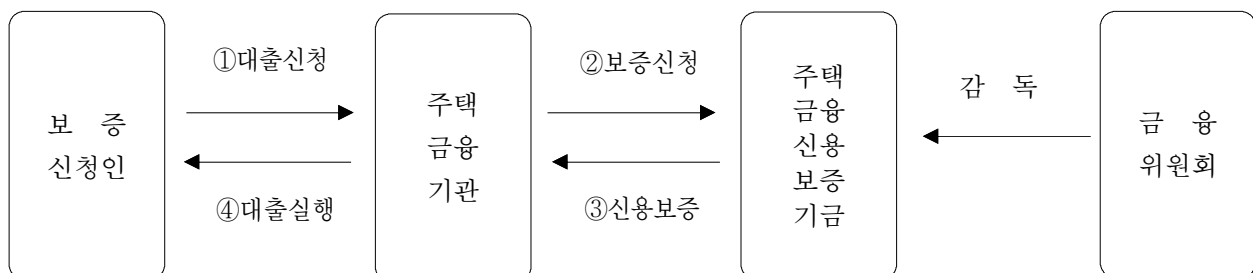 보 증
신청인
①대출신청
④대출실행
주택
금융
기관
②보증신청
③신용보증
주택
금융
신용
보증
기금
감 독
금 융
위원회